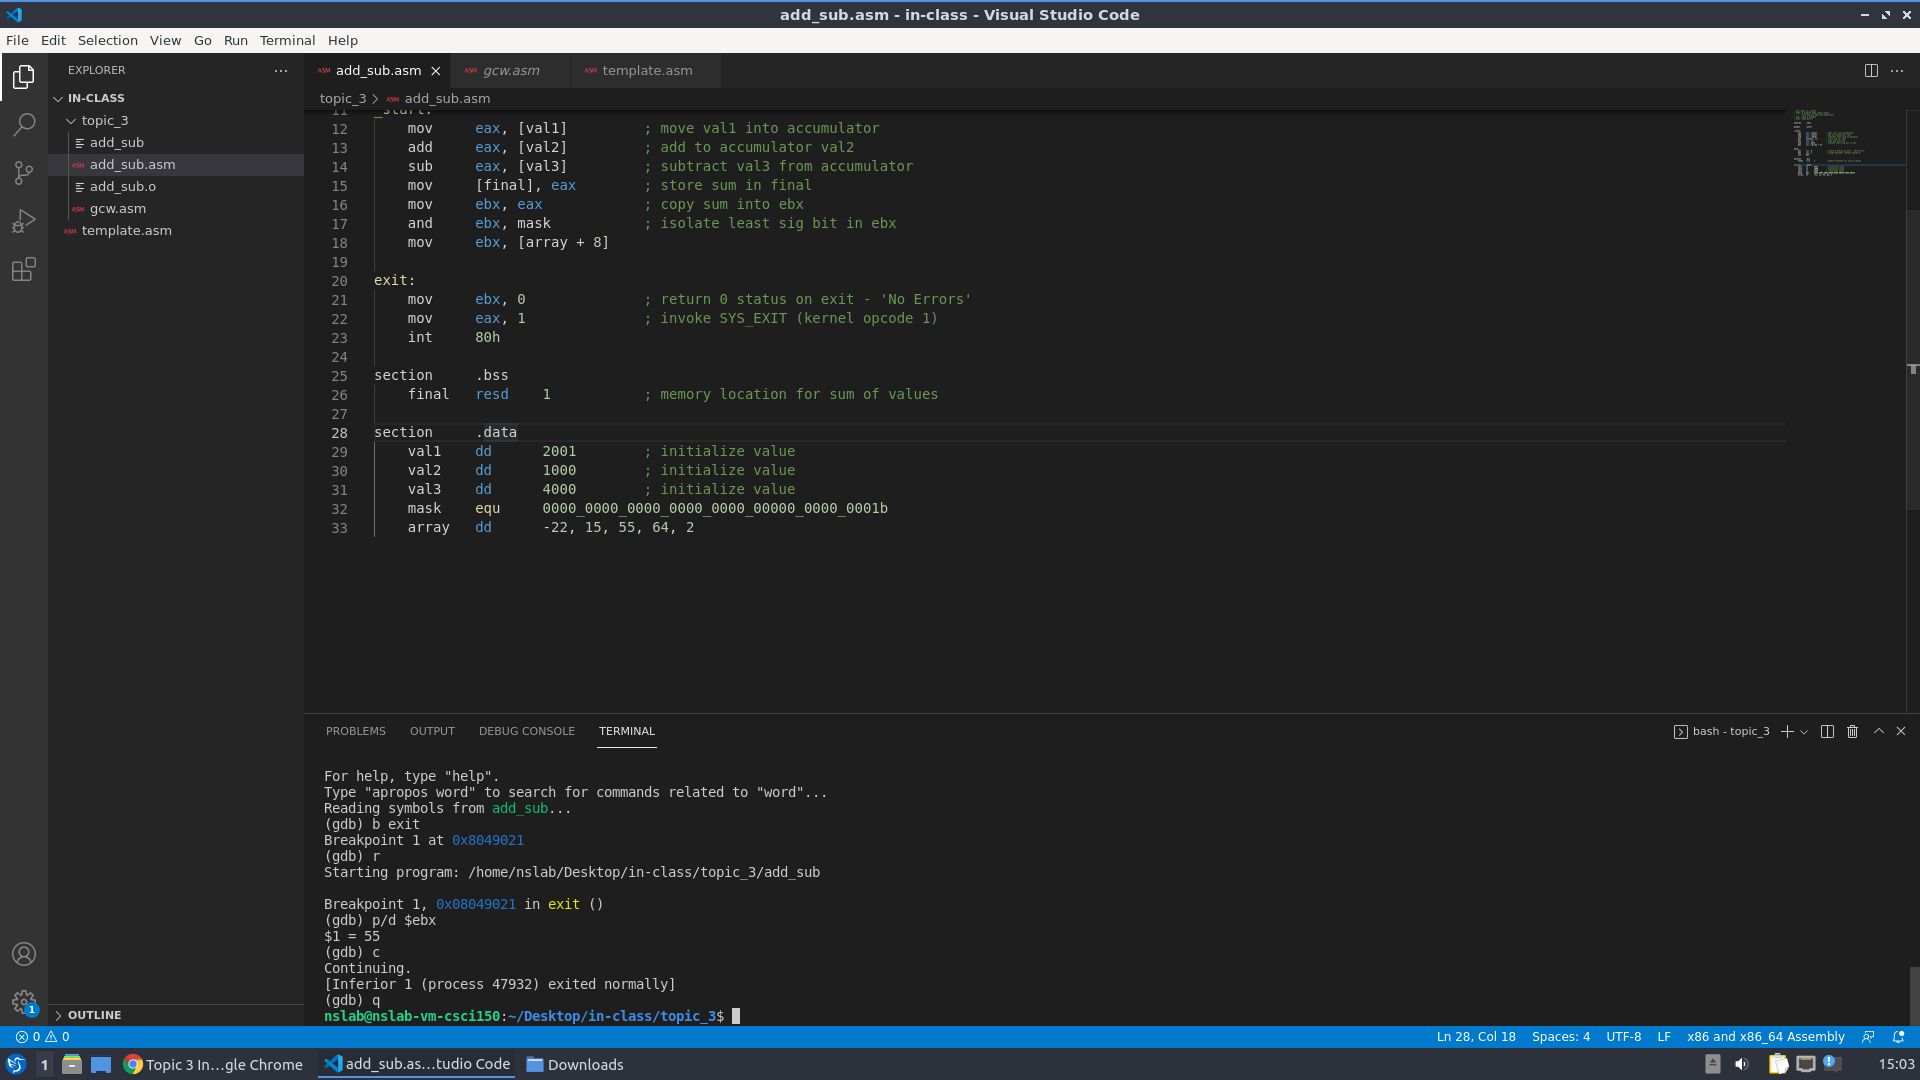 add_sub.asm - in-class - Visual Studio Code
File Edit Selection View Go Run Terminal Help
EXPLORER
IN-CLASS
topic_3
add_sub
ASM add_sub.asm
add_sub.o
ASM gcw.asm
ASM template.asm
OUTLINE
ASM add_sub.asm
ASM gcw.asm
ASM template.asm
topic_3 > ASM add_sub.asm
11 _start:
12 mov eax, [val1] ; move val1 into accumulator
13 add eax, [val2] ; add to accumulator val2
14 sub eax, [val3] ; subtract val3 from accumulator
15 mov [final], eax ; store sum in final
16 mov ebx, eax ; copy sum into ebx
17 and ebx, mask ; isolate least sig bit in ebx
18 mov ebx, [array + 8]
19
20 exit:
21 mov ebx, 0 ; return 0 status on exit - 'No Errors'
22 mov eax, 1 ; invoke SYS_EXIT (kernel opcode 1)
23 int 80h
24
25 section .bss
26 final resd 1 ; memory location for sum of values
27
28 section .data
29 val1 dd 2001 ; initialize value
30 val2 dd 1000 ; initialize value
31 val3 dd 4000 ; initialize value
32 mask equ 0000_0000_0000_0000_0000_00000_0000_0001b
33 array dd -22, 15, 55, 64, 2
PROBLEMS OUTPUT DEBUG CONSOLE TERMINAL
bash - topic_3
For help, type "help".
Type "apropos word" to search for commands related to "word"...
Reading symbols from add_sub...
(gdb) b exit
Breakpoint 1 at 0x8049021
(gdb) r
Starting program: /home/nslab/Desktop/in-class/topic_3/add_sub
Breakpoint 1, 0x08049021 in exit ()
(gdb) p/d $ebx
$1 = 55
(gdb) c
Continuing.
[Inferior 1 (process 47932) exited normally]
(gdb) q
nslab@nslab-vm-csci150:~/Desktop/in-class/topic_3$
1
0 0
Ln 28, Col 18 Spaces: 4 UTF-8 LF x86 and x86_64 Assembly
1 Topic 3 In...gle Chrome add_sub.as...tudio Code Downloads
15:03